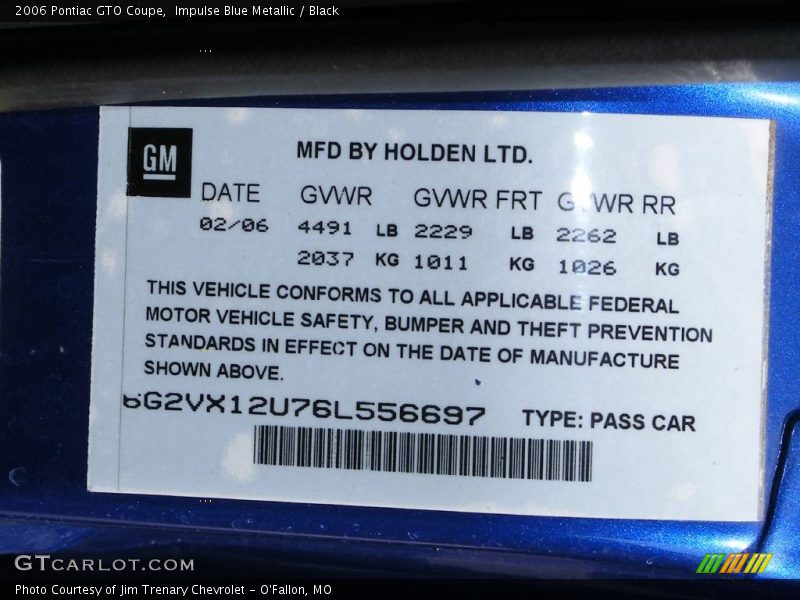 2006 Pontiac GTO Coupe,  Impulse Blue Metallic / Black
GM
MFD BY HOLDEN LTD.
DATE GVWR GVWR FRT GVWR RR
02/06 4491 LB 2229 LB 2262 LB
2037 KG 1011 KG 1026 KG
THIS VEHICLE CONFORMS TO ALL APPLICABLE FEDERAL
MOTOR VEHICLE SAFETY, BUMPER AND THEFT PREVENTION
STANDARDS IN EFFECT ON THE DATE OF MANUFACTURE
SHOWN ABOVE.
6G2VX12U76L556697 TYPE: PASS CAR
GTCARLOT.COM
Photo Courtesy of Jim Trenary Chevrolet – O'Fallon, MO